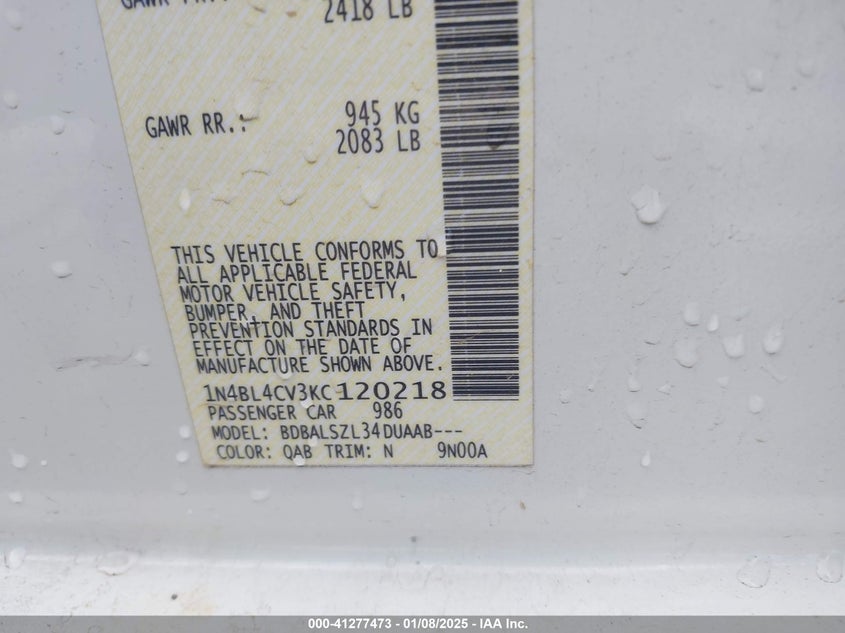 GAWR FR.:
2418 LB
GAWR RR.: 945 KG
2083 LB
THIS VEHICLE CONFORMS TO
ALL APPLICABLE FEDERAL
MOTOR VEHICLE SAFETY,
BUMPER, AND THEFT
PREVENTION STANDARDS IN
EFFECT ON THE DATE OF
MANUFACTURE SHOWN ABOVE.
1N4BL4CV3KC120218
PASSENGER CAR 986
MODEL: BDBALSZL34DUAAB---
COLOR: QAB TRIM: N 9N00A
000-41277473 - 01/08/2025 - IAA Inc.